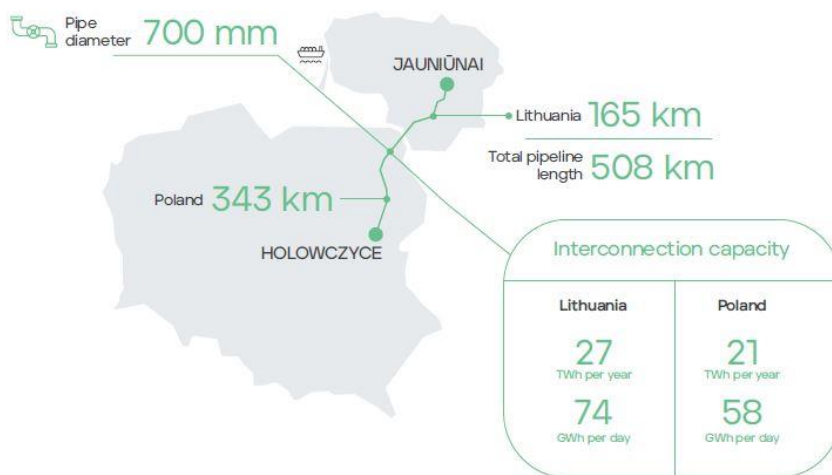 Pipe
diameter 700 mm
JAUNIŪNAI
Lithuania 165 km
Total pipeline
length 508 km
Poland 343 km
HOLOWCZYCE
Interconnection capacity
Lithuania Poland
27 21
TWh per year TWh per year
74 58
GWh per day GWh per day